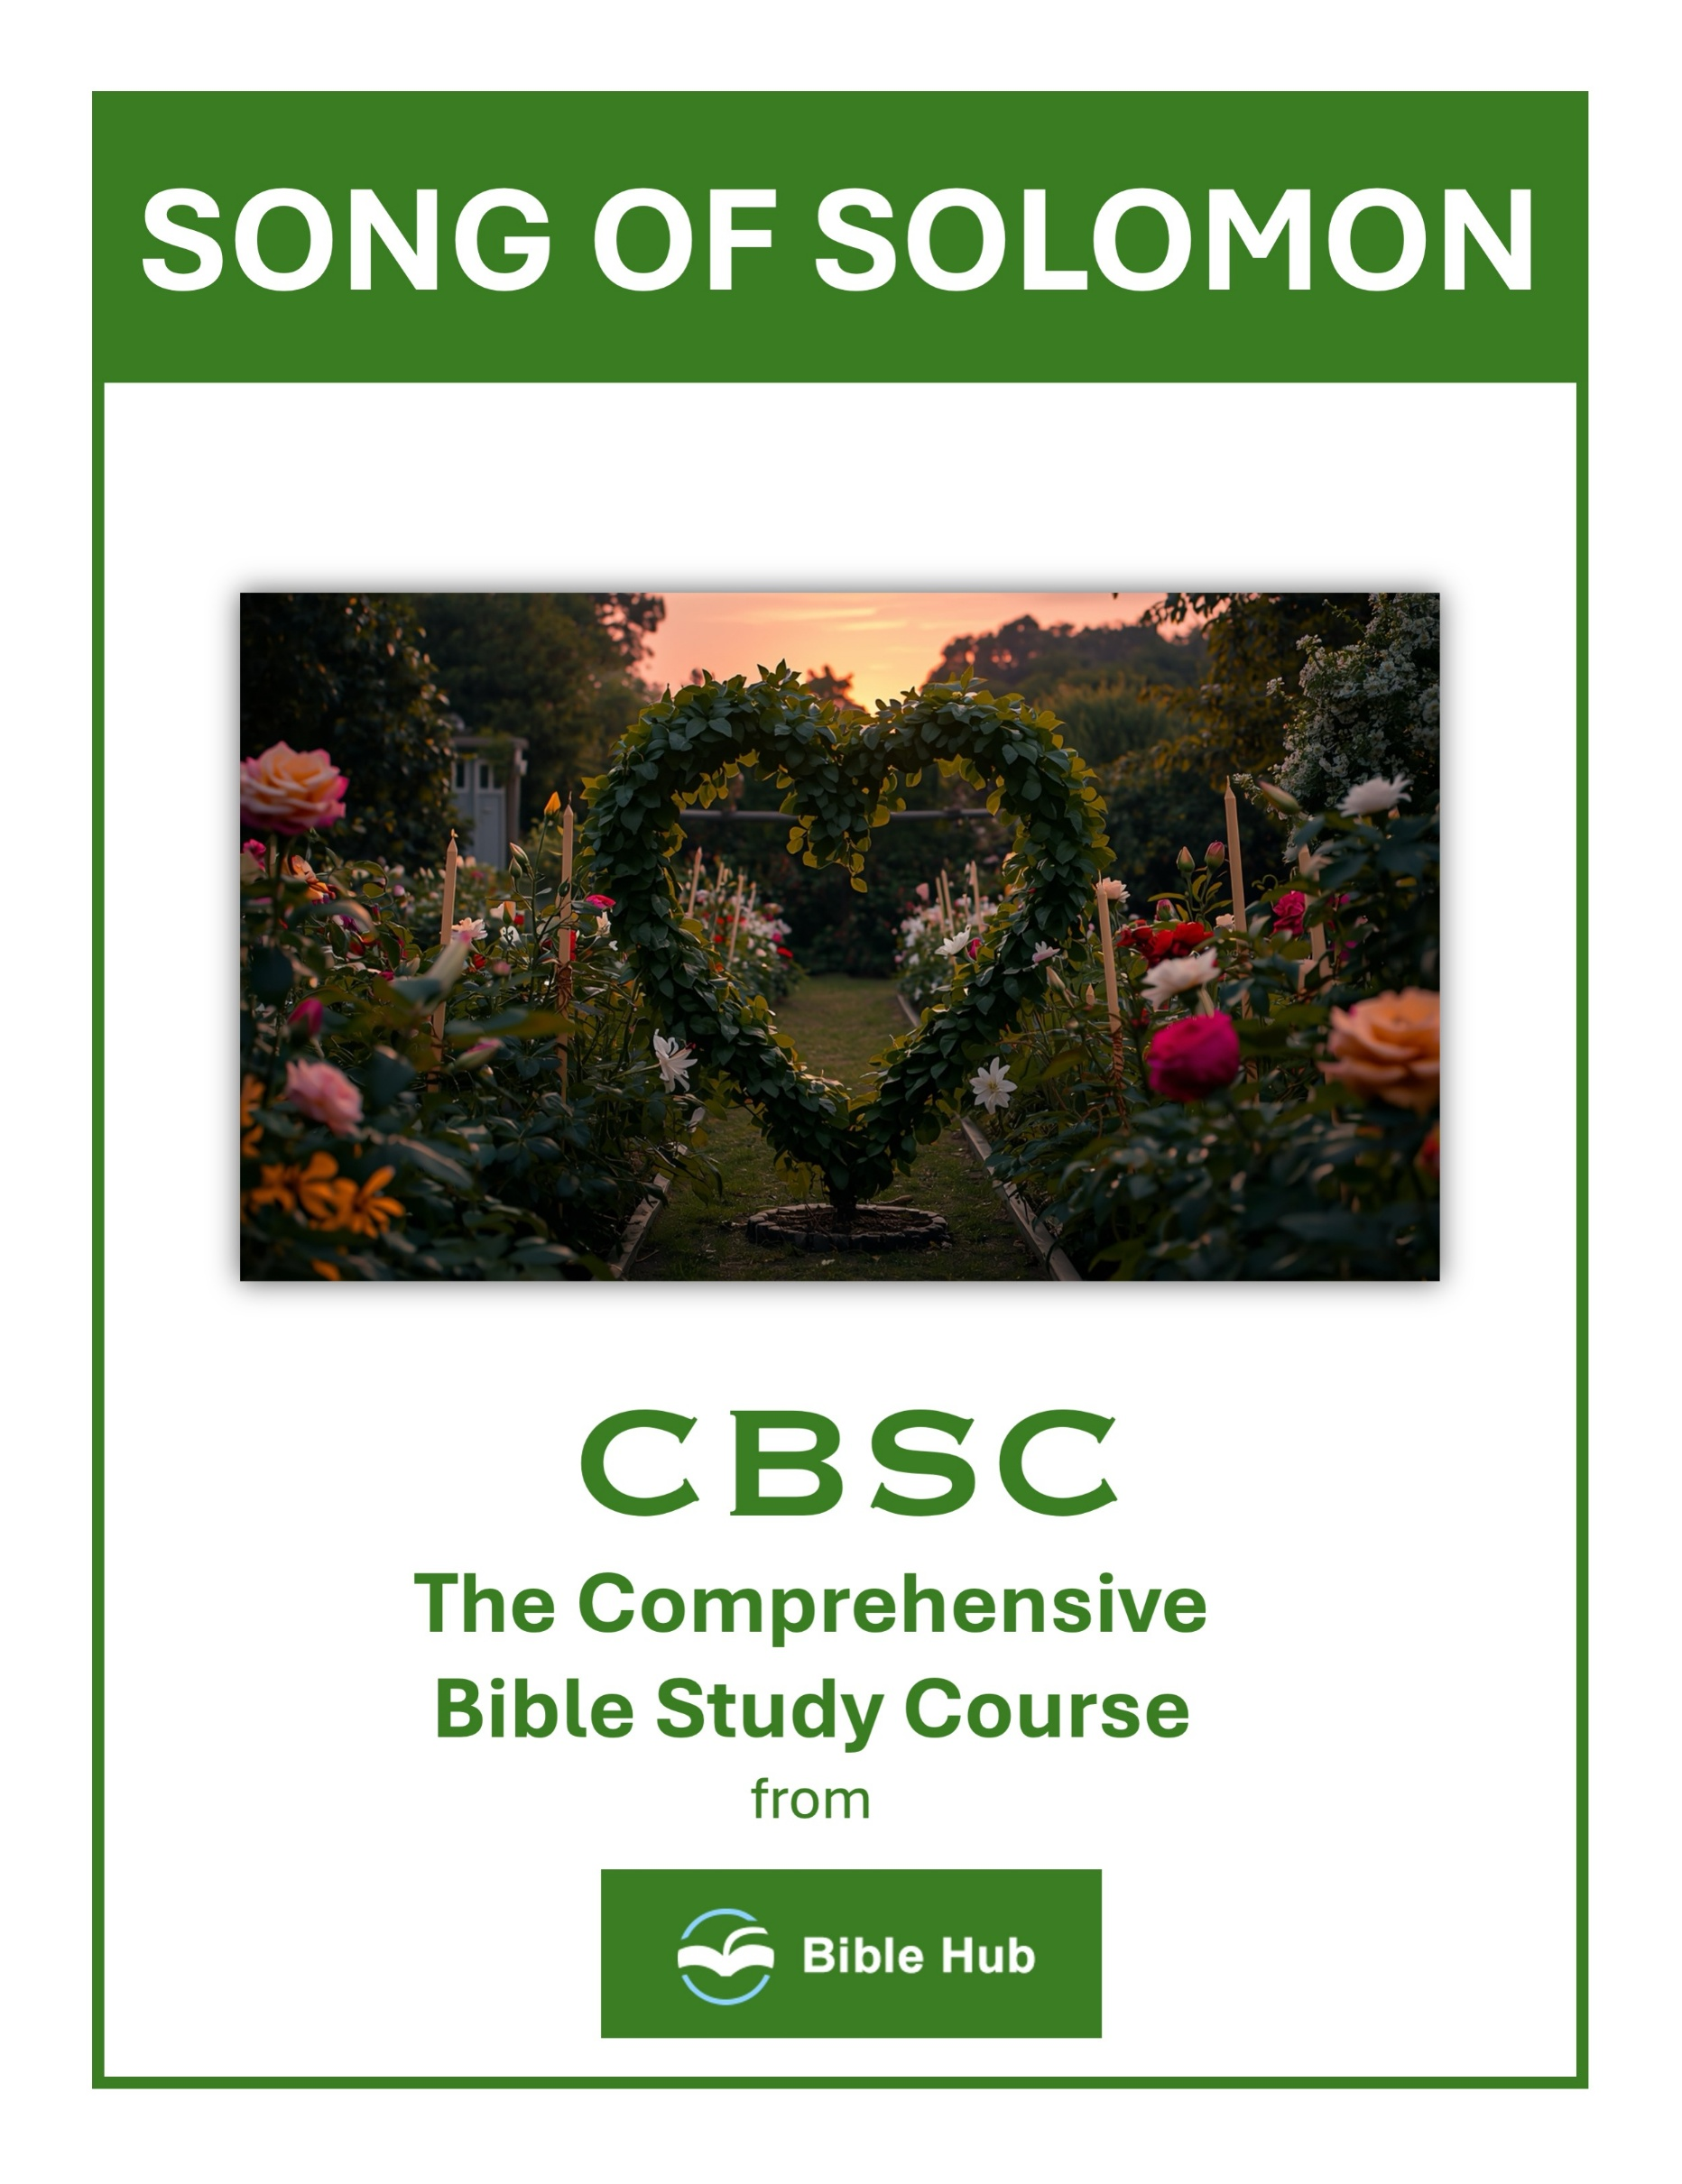 SONG OF SOLOMON
CBSC
The Comprehensive
Bible Study Course
from
Bible Hub